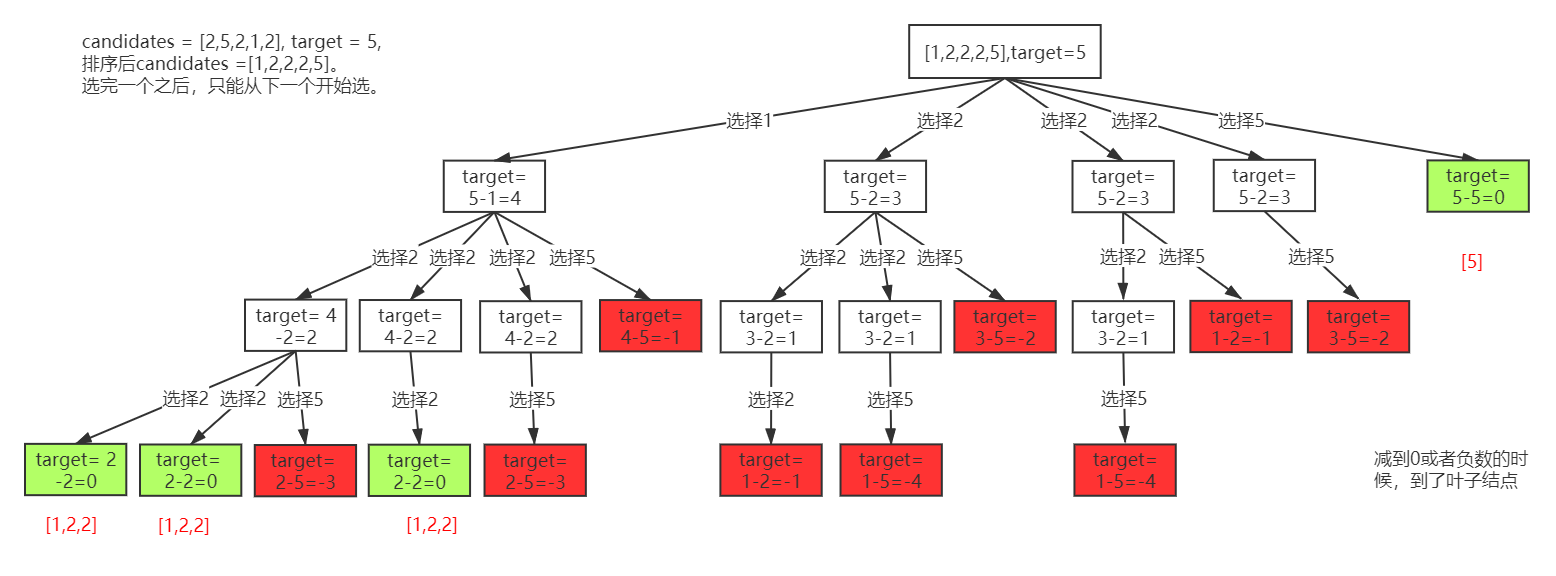 candidates = [2,5,2,1,2], target = 5,
排序后candidates =[1,2,2,2,5]。
选完一个之后，只能从下一个开始选。
[1,2,2,2,5],target=5
选择1
选择2
选择2
选择2
选择5
target=
5-1=4
target=
5-2=3
target=
5-2=3
target=
5-2=3
target=
5-5=0
[5]
选择2
选择2
选择2
选择5
选择2
选择2
选择5
选择2
选择5
选择5
target= 4
-2=2
target=
4-2=2
target=
4-2=2
target=
4-5=-1
target=
3-2=1
target=
3-2=1
target=
3-5=-2
target=
3-2=1
target=
1-2=-1
target=
3-5=-2
选择2
选择2
选择5
选择2
选择5
选择2
选择5
选择5
target= 2
-2=0
target=
2-2=0
target=
2-5=-3
target=
2-2=0
target=
2-5=-3
target=
1-2=-1
target=
1-5=-4
target=
1-5=-4
减到0或者负数的时
候，到了叶子结点
[1,2,2]
[1,2,2]
[1,2,2]